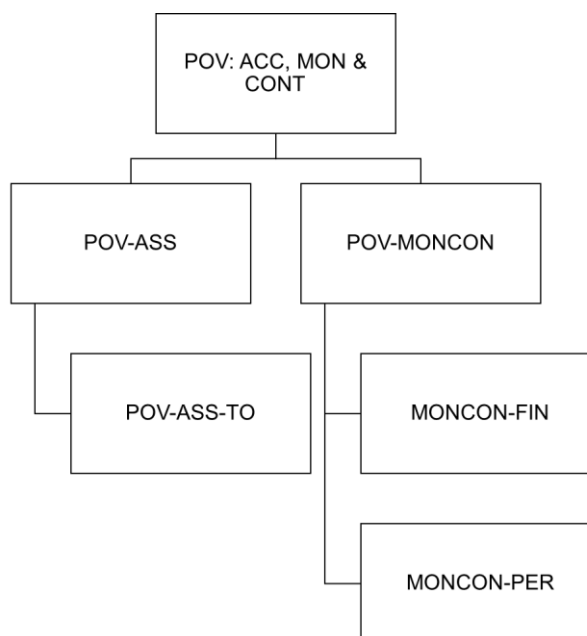 POV: ACC, MON &
CONT
POV-ASS
POV-MONCON
POV-ASS-TO
MONCON-FIN
MONCON-PER